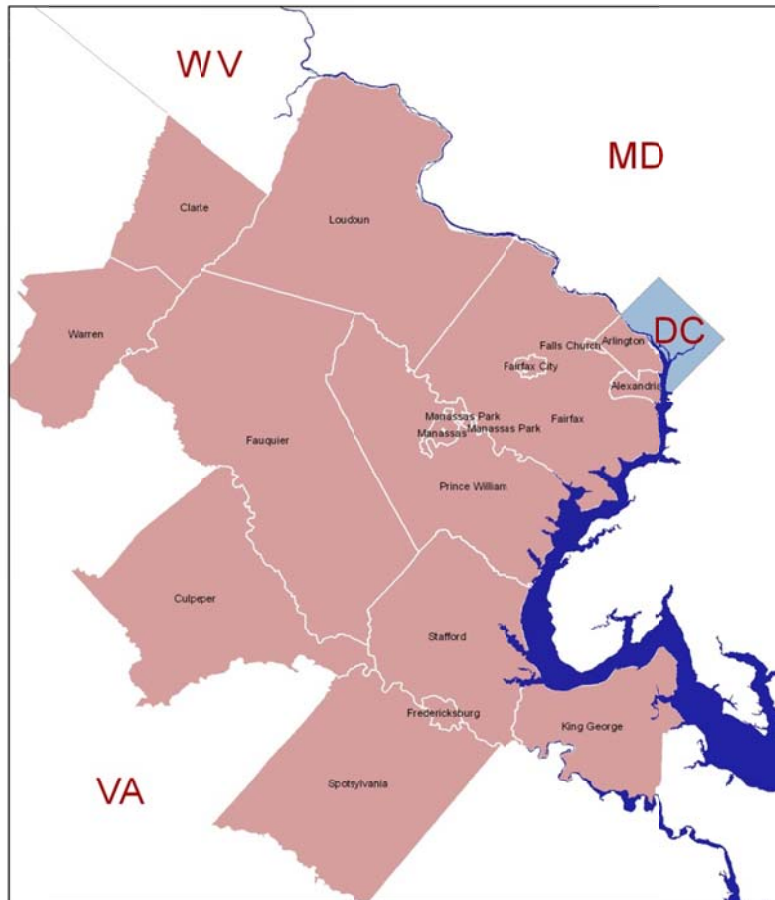 WV
MD
Clarle
Loudoun
Warren
DC
Falls Church
Arlington
Fairfax City
Alexandria
Manassas Park
Fairfax
Manassas
Manassas Park
Fauquier
Prince William
Culpeper
Stafford
Fredericksburg
King George
Spotsylvania
VA